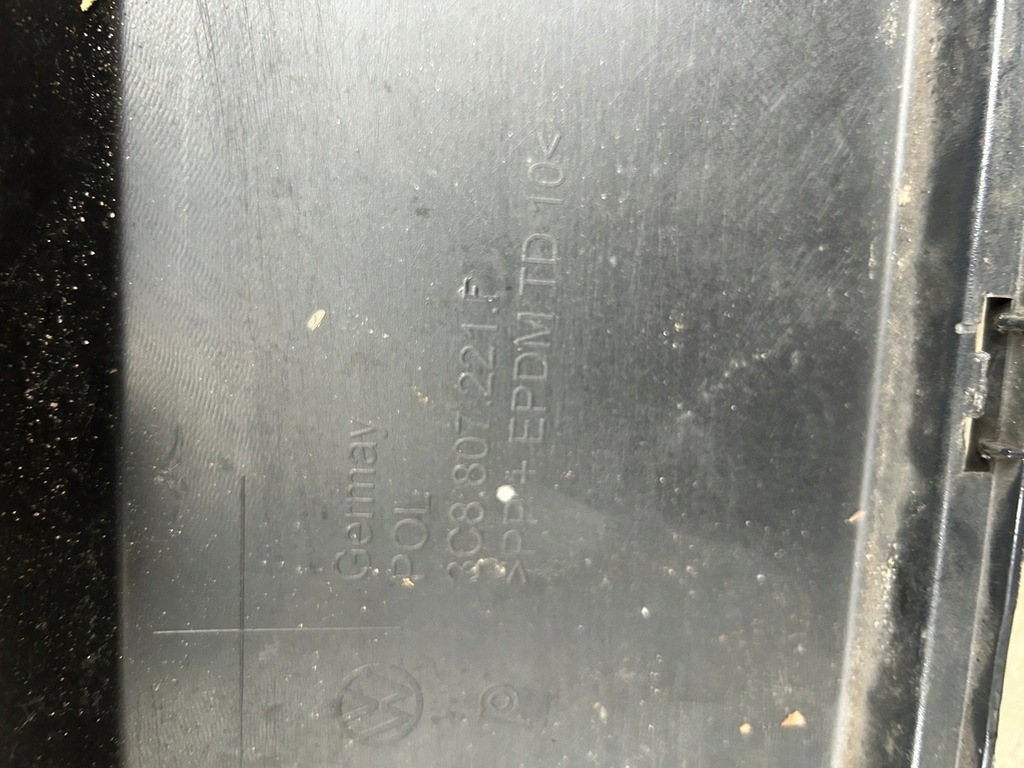 Germay
POL
3C8.807.221.F
>PP+EPDM TD 10<